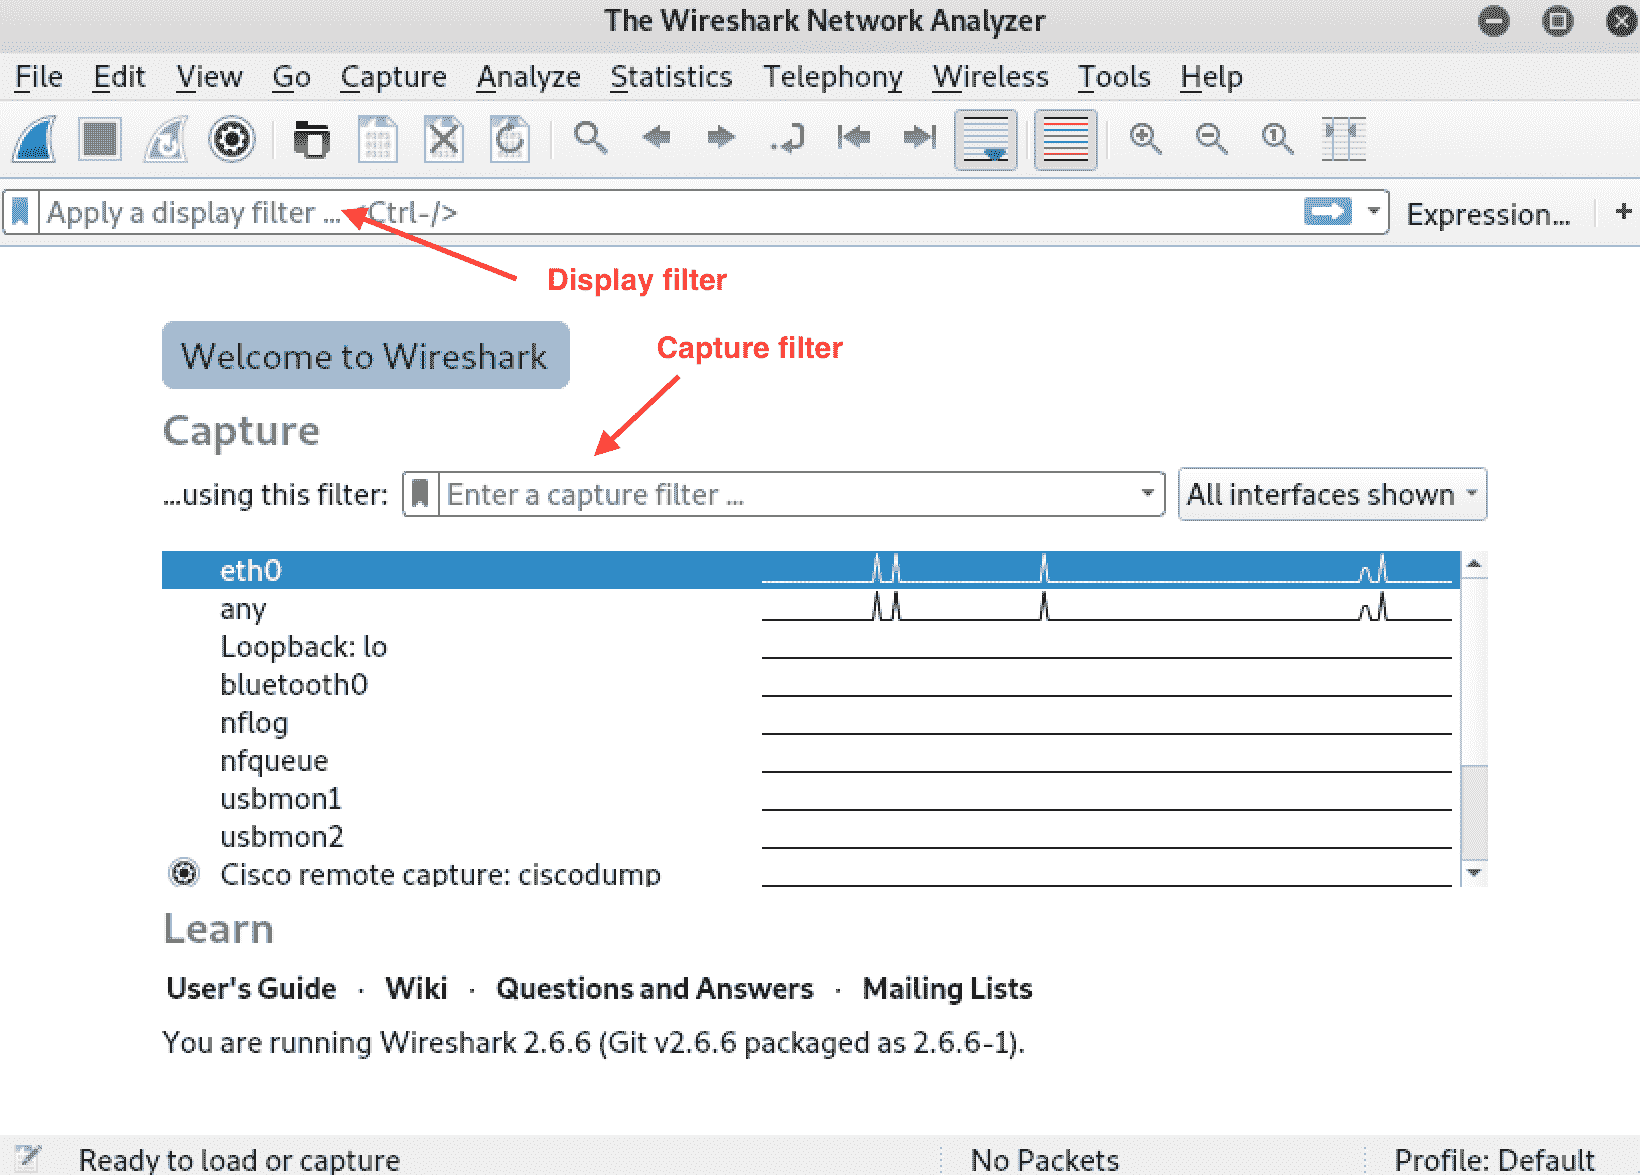 The Wireshark Network Analyzer
File Edit View Go Capture Analyze Statistics Telephony Wireless Tools Help
Apply a display filter ... <Ctrl-/> Expression... +
Display filter
Welcome to Wireshark
Capture filter
Capture
...using this filter: Enter a capture filter ... All interfaces shown
eth0
any
Loopback: lo
bluetooth0
nflog
nfqueue
usbmon1
usbmon2
Cisco remote capture: ciscodump
Learn
User's Guide · Wiki · Questions and Answers · Mailing Lists
You are running Wireshark 2.6.6 (Git v2.6.6 packaged as 2.6.6-1).
Ready to load or capture No Packets Profile: Default